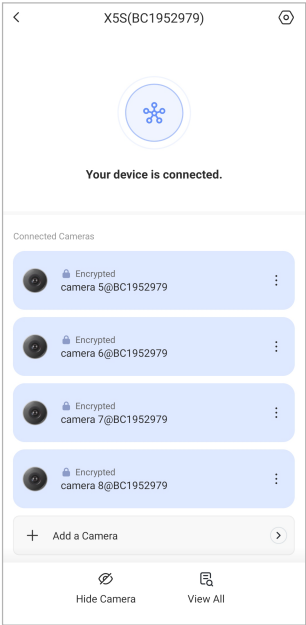 X5S(BC1952979)
Your device is connected.
Connected Cameras
Encrypted
camera 5@BC1952979
Encrypted
camera 6@BC1952979
Encrypted
camera 7@BC1952979
Encrypted
camera 8@BC1952979
Add a Camera
Hide Camera View All